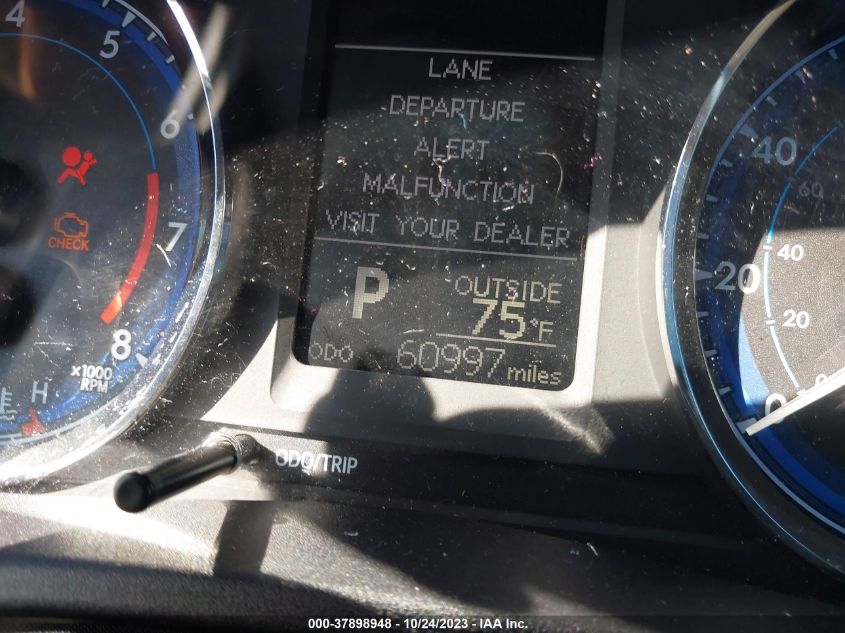 4
5
6
7
8
x1000
RPM
CHECK
H
LANE
DEPARTURE
ALERT
MALFUNCTION
VISIT YOUR DEALER
P
OUTSIDE
75°F
ODO 60997 miles
ODO/TRIP
40
60
40
20
20
0
000-37898948 - 10/24/2023 - IAA Inc.